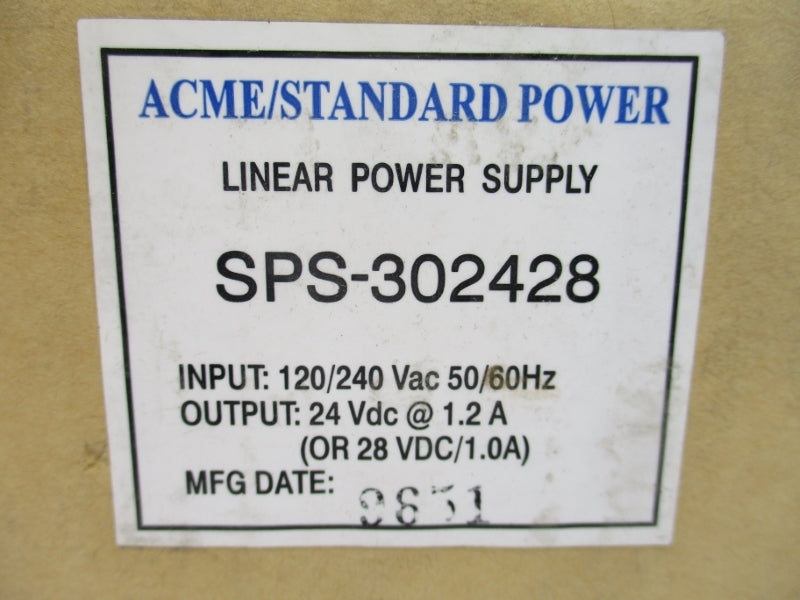 ACME/STANDARD POWER
LINEAR POWER SUPPLY
SPS-302428
INPUT: 120/240 Vac 50/60Hz
OUTPUT: 24 Vdc @ 1.2 A
(OR 28 VDC/1.0A)
MFG DATE: 9651